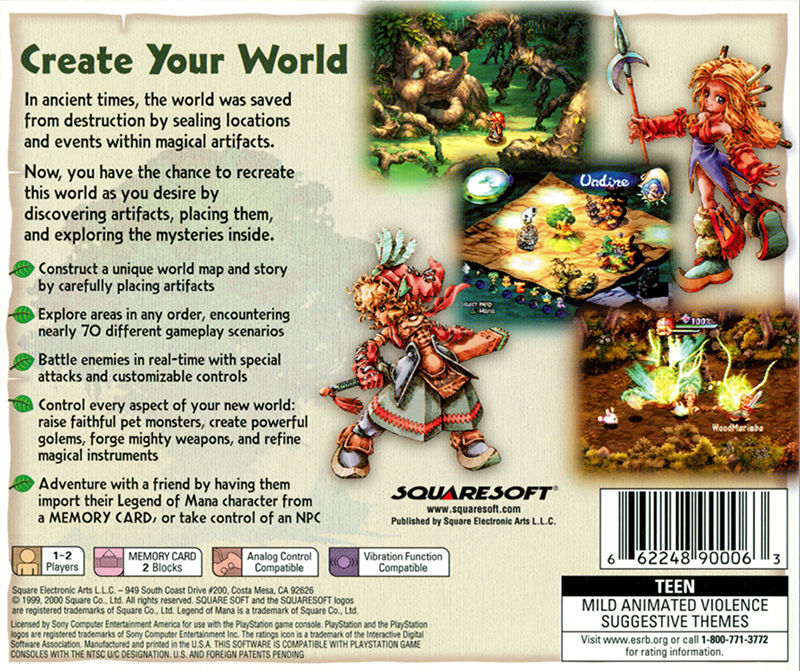 Create Your World
In ancient times, the world was saved
from destruction by sealing locations
and events within magical artifacts.
Now, you have the chance to recreate
this world as you desire by
discovering artifacts, placing them,
and exploring the mysteries inside.
Construct a unique world map and story
by carefully placing artifacts
Explore areas in any order, encountering
nearly 70 different gameplay scenarios
Battle enemies in real-time with special
attacks and customizable controls
Control every aspect of your new world:
raise faithful pet monsters, create powerful
golems, forge mighty weapons, and refine
magical instruments
Adventure with a friend by having them
import their Legend of Mana character from
a MEMORY CARD, or take control of an NPC
Undine
Select Help
Mana
100%
WoodMarimba
SQUARESOFT®
www.squaresoft.com
Published by Square Electronic Arts L.L.C.
1-2
Players
MEMORY CARD
2 Blocks
Analog Control
Compatible
Vibration Function
Compatible
Square Electronic Arts L.L.C. – 949 South Coast Drive #200, Costa Mesa, CA 92626
© 1999, 2000 Square Co., Ltd. All rights reserved. SQUARE SOFT and the SQUARESOFT logos
are registered trademarks of Square Co., Ltd. Legend of Mana is a trademark of Square Co., Ltd.
Licensed by Sony Computer Entertainment America for use with the PlayStation game console. PlayStation and the PlayStation
logos are registered trademarks of Sony Computer Entertainment Inc. The ratings icon is a trademark of the Interactive Digital
Software Association. Manufactured and printed in the U.S.A. THIS SOFTWARE IS COMPATIBLE WITH PLAYSTATION GAME
CONSOLES WITH THE NTSC U/C DESIGNATION. U.S. AND FOREIGN PATENTS PENDING
6 62248 90006 3
TEEN
MILD ANIMATED VIOLENCE
SUGGESTIVE THEMES
Visit www.esrb.org or call 1-800-771-3772
for rating information.